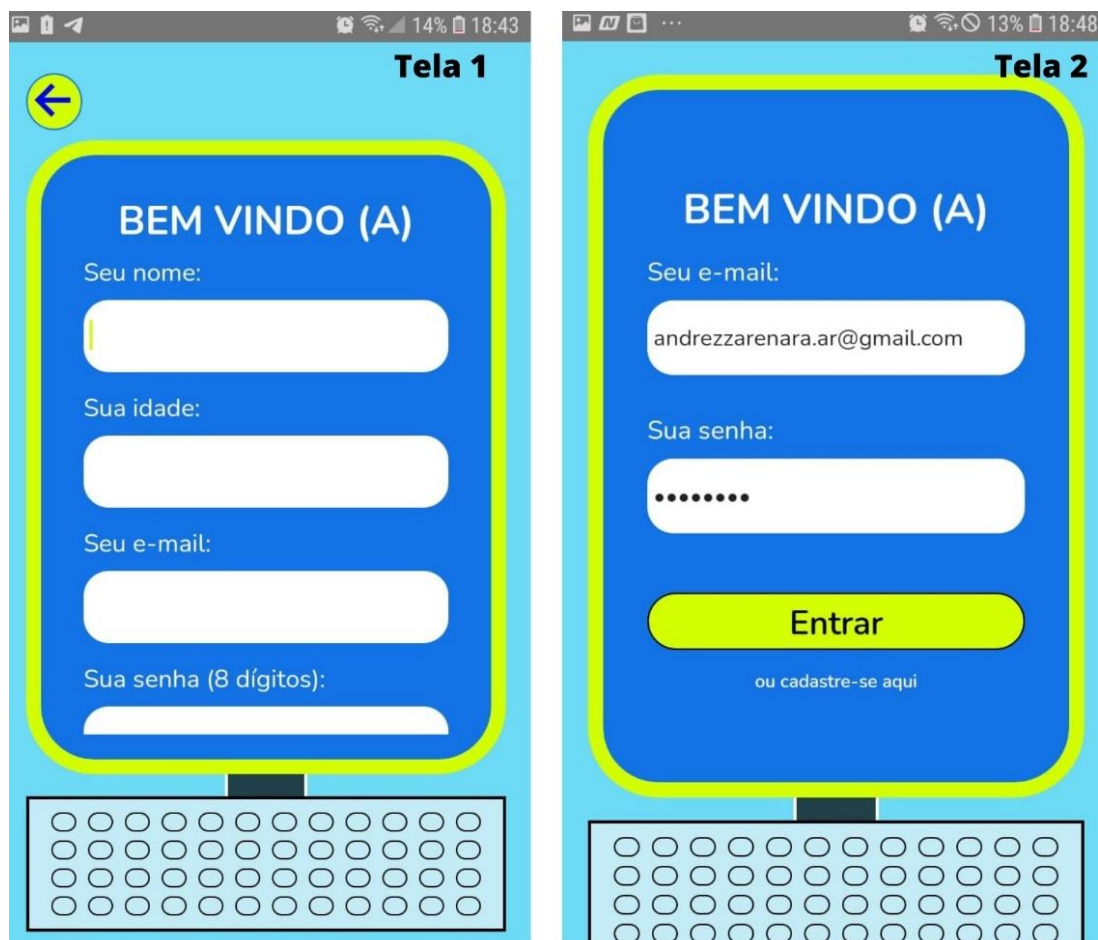 14% 18:43
Tela 1
BEM VINDO (A)
Seu nome:
Sua idade:
Seu e-mail:
Sua senha (8 dígitos):
13% 18:48
Tela 2
BEM VINDO (A)
Seu e-mail:
andrezzarenara.ar@gmail.com
Sua senha:
••••••••
Entrar
ou cadastre-se aqui